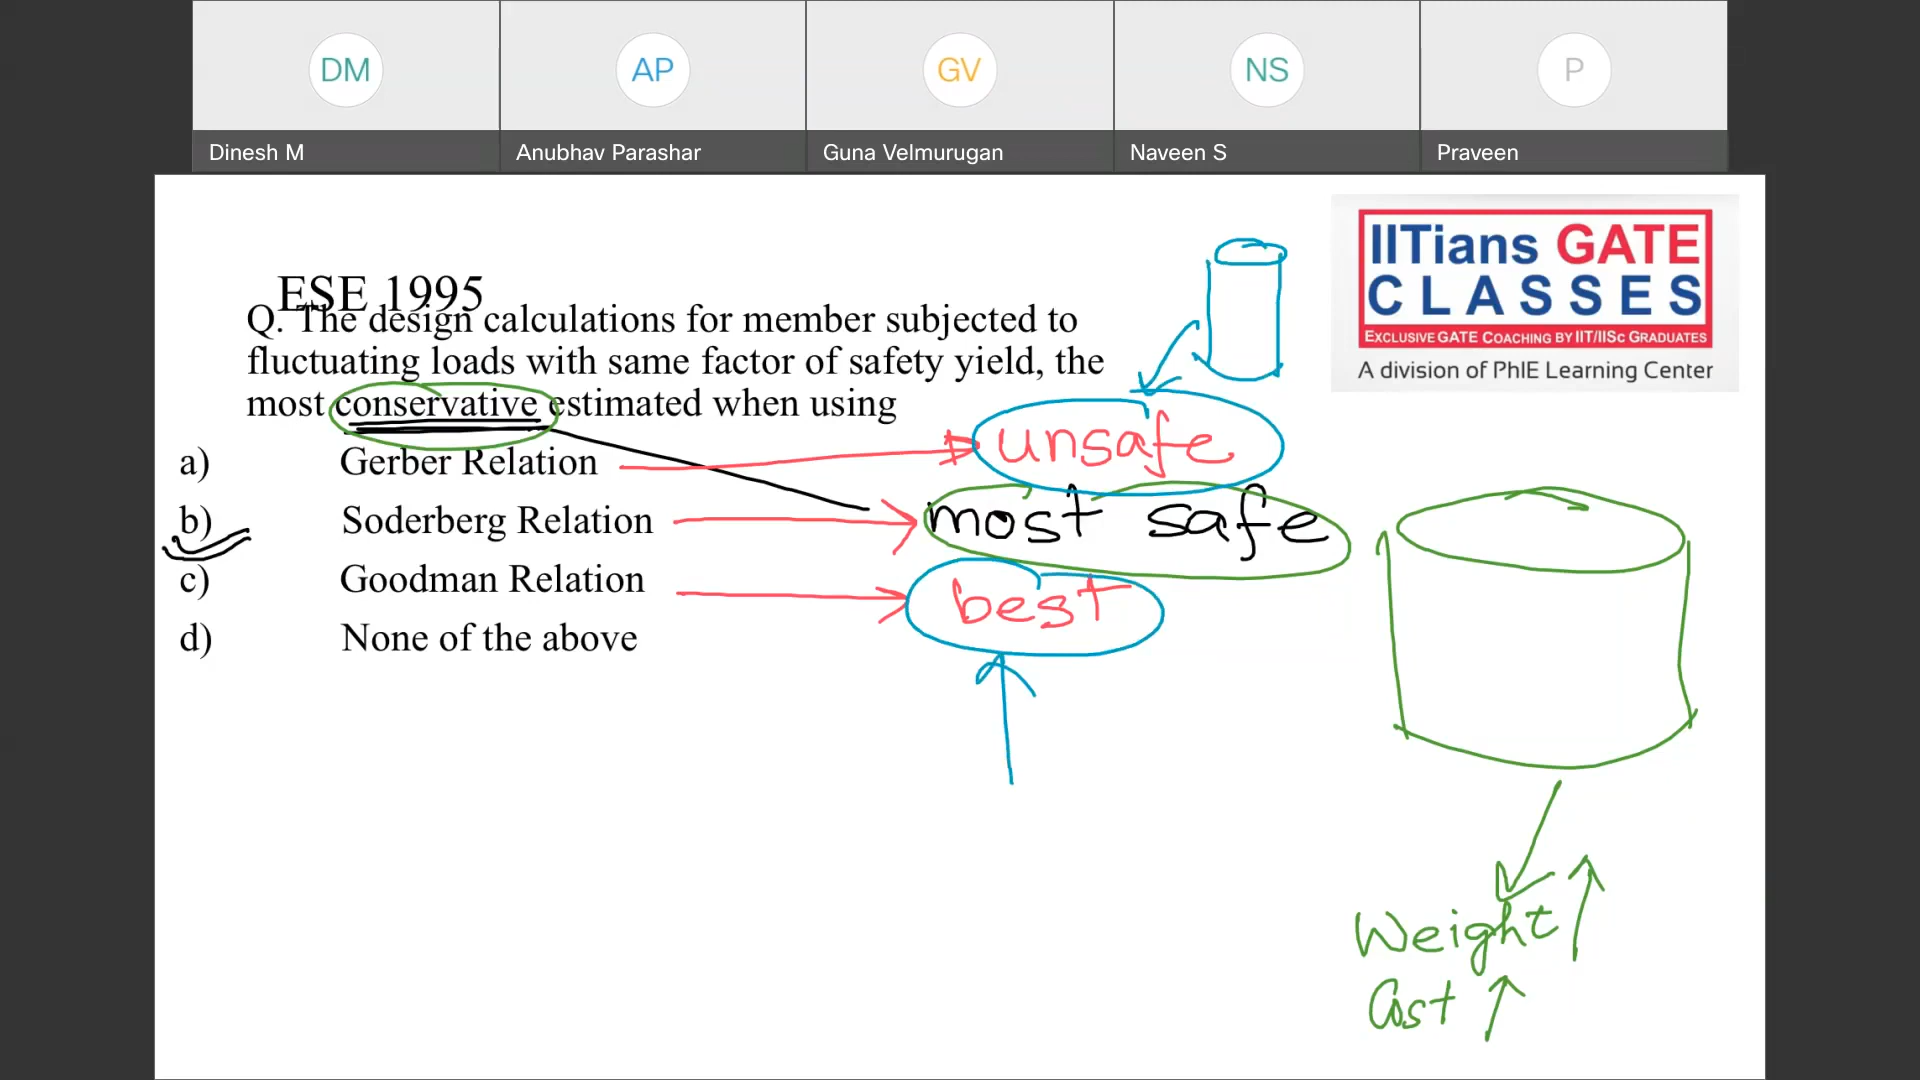 DM AP GV NS P
Dinesh M Anubhav Parashar Guna Velmurugan Naveen S Praveen
IITians GATE
CLASSES
EXCLUSIVE GATE COACHING BY IIT/IISc GRADUATES
A division of PhIE Learning Center
ESE 1995
Q. The design calculations for member subjected to
fluctuating loads with same factor of safety yield, the
most conservative estimated when using
a) Gerber Relation unsafe
b) Soderberg Relation most safe
c) Goodman Relation best
d) None of the above
Weight ↑
Cost ↑